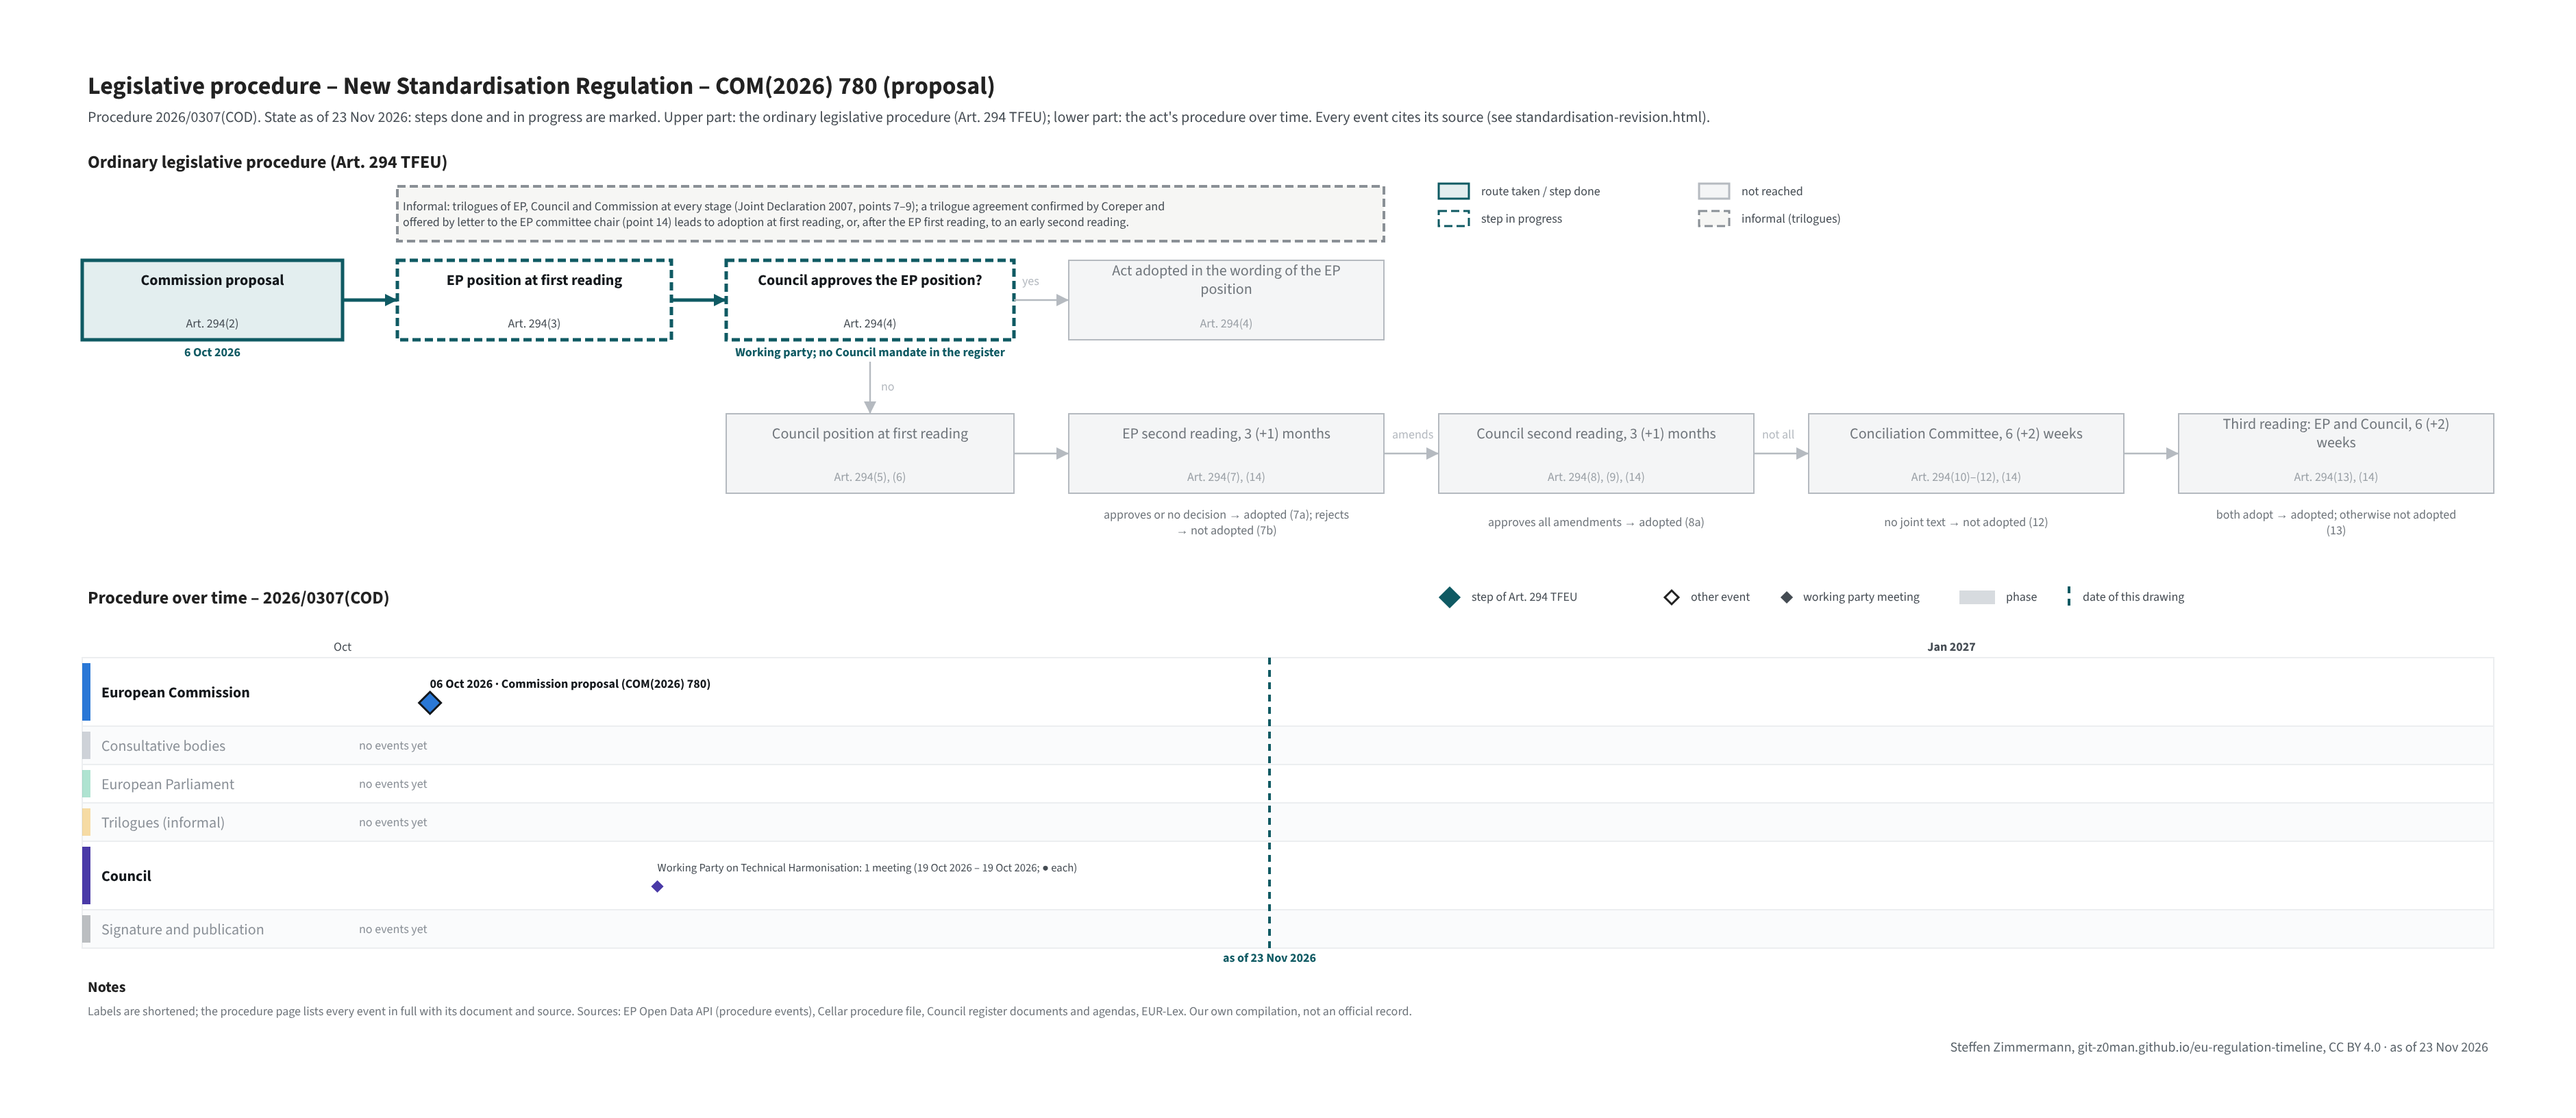 Legislative procedure – New Standardisation Regulation – COM(2026) 780 (proposal)
Procedure 2026/0307(COD). State as of 23 Nov 2026: steps done and in progress are marked. Upper part: the ordinary legislative procedure (Art. 294 TFEU); lower part: the act's procedure over time. Every event cites its source (see standardisation-revision.html).
Ordinary legislative procedure (Art. 294 TFEU)
Informal: trilogues of EP, Council and Commission at every stage (Joint Declaration 2007, points 7–9); a trilogue agreement confirmed by Coreper and
offered by letter to the EP committee chair (point 14) leads to adoption at first reading, or, after the EP first reading, to an early second reading.
route taken / step done
not reached
step in progress
informal (trilogues)
Commission proposal
Art. 294(2)
6 Oct 2026
EP position at first reading
Art. 294(3)
Council approves the EP position?
Art. 294(4)
Working party; no Council mandate in the register
yes
Act adopted in the wording of the EP
position
Art. 294(4)
no
Council position at first reading
Art. 294(5), (6)
EP second reading, 3 (+1) months
Art. 294(7), (14)
approves or no decision → adopted (7a); rejects
→ not adopted (7b)
amends
Council second reading, 3 (+1) months
Art. 294(8), (9), (14)
approves all amendments → adopted (8a)
not all
Conciliation Committee, 6 (+2) weeks
Art. 294(10)–(12), (14)
no joint text → not adopted (12)
Third reading: EP and Council, 6 (+2)
weeks
Art. 294(13), (14)
both adopt → adopted; otherwise not adopted
(13)
Procedure over time – 2026/0307(COD)
step of Art. 294 TFEU
other event
working party meeting
phase
date of this drawing
Oct
Jan 2027
European Commission
06 Oct 2026 · Commission proposal (COM(2026) 780)
Consultative bodies
no events yet
European Parliament
no events yet
Trilogues (informal)
no events yet
Council
Working Party on Technical Harmonisation: 1 meeting (19 Oct 2026 – 19 Oct 2026; ● each)
Signature and publication
no events yet
as of 23 Nov 2026
Notes
Labels are shortened; the procedure page lists every event in full with its document and source. Sources: EP Open Data API (procedure events), Cellar procedure file, Council register documents and agendas, EUR-Lex. Our own compilation, not an official record.
Steffen Zimmermann, git-z0man.github.io/eu-regulation-timeline, CC BY 4.0 · as of 23 Nov 2026